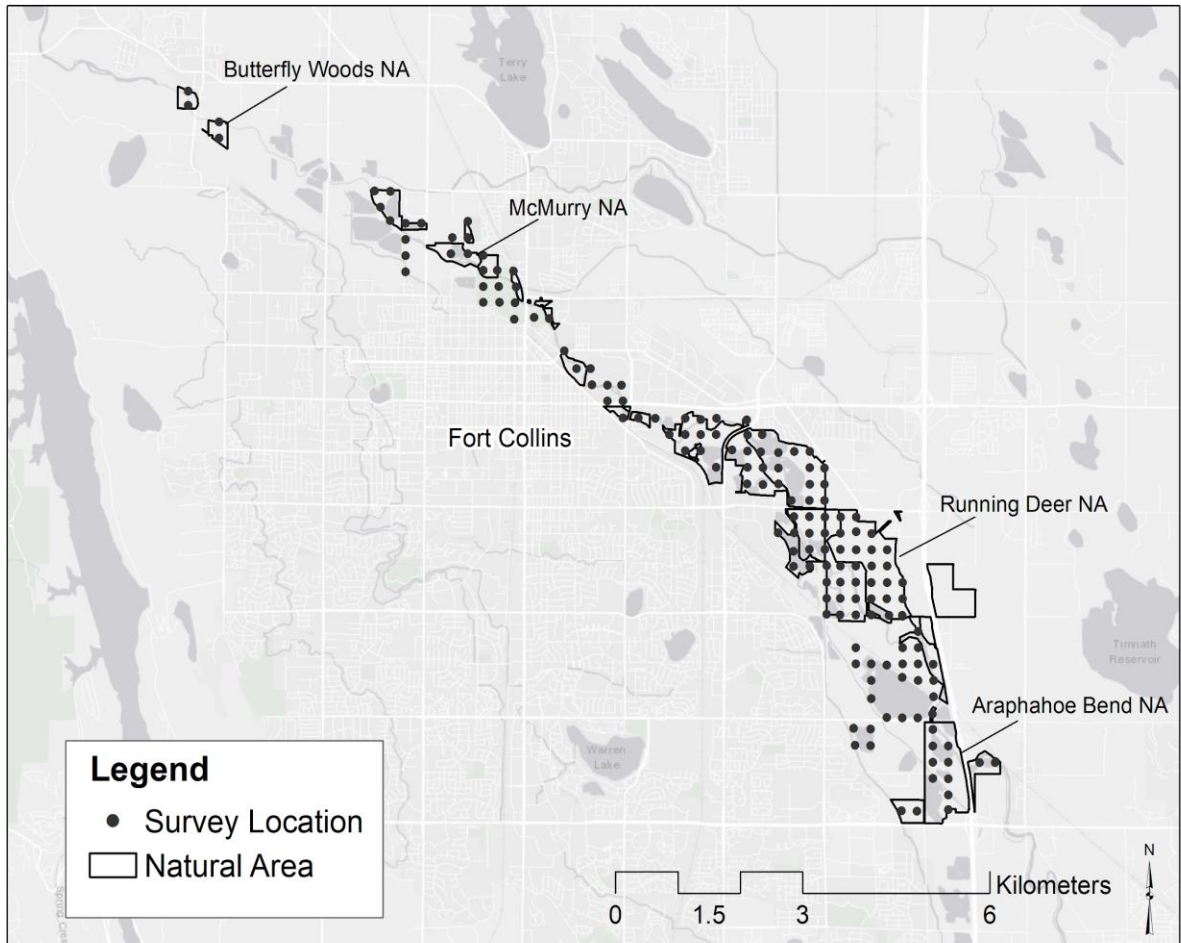 Terry
Lake
Butterfly Woods NA
McMurry NA
Fort Collins
Running Deer NA
Timnath
Reservoir
Araphahoe Bend NA
Warren
Lake
Legend
Survey Location
Natural Area
N
Kilometers
0 1.5 3 6